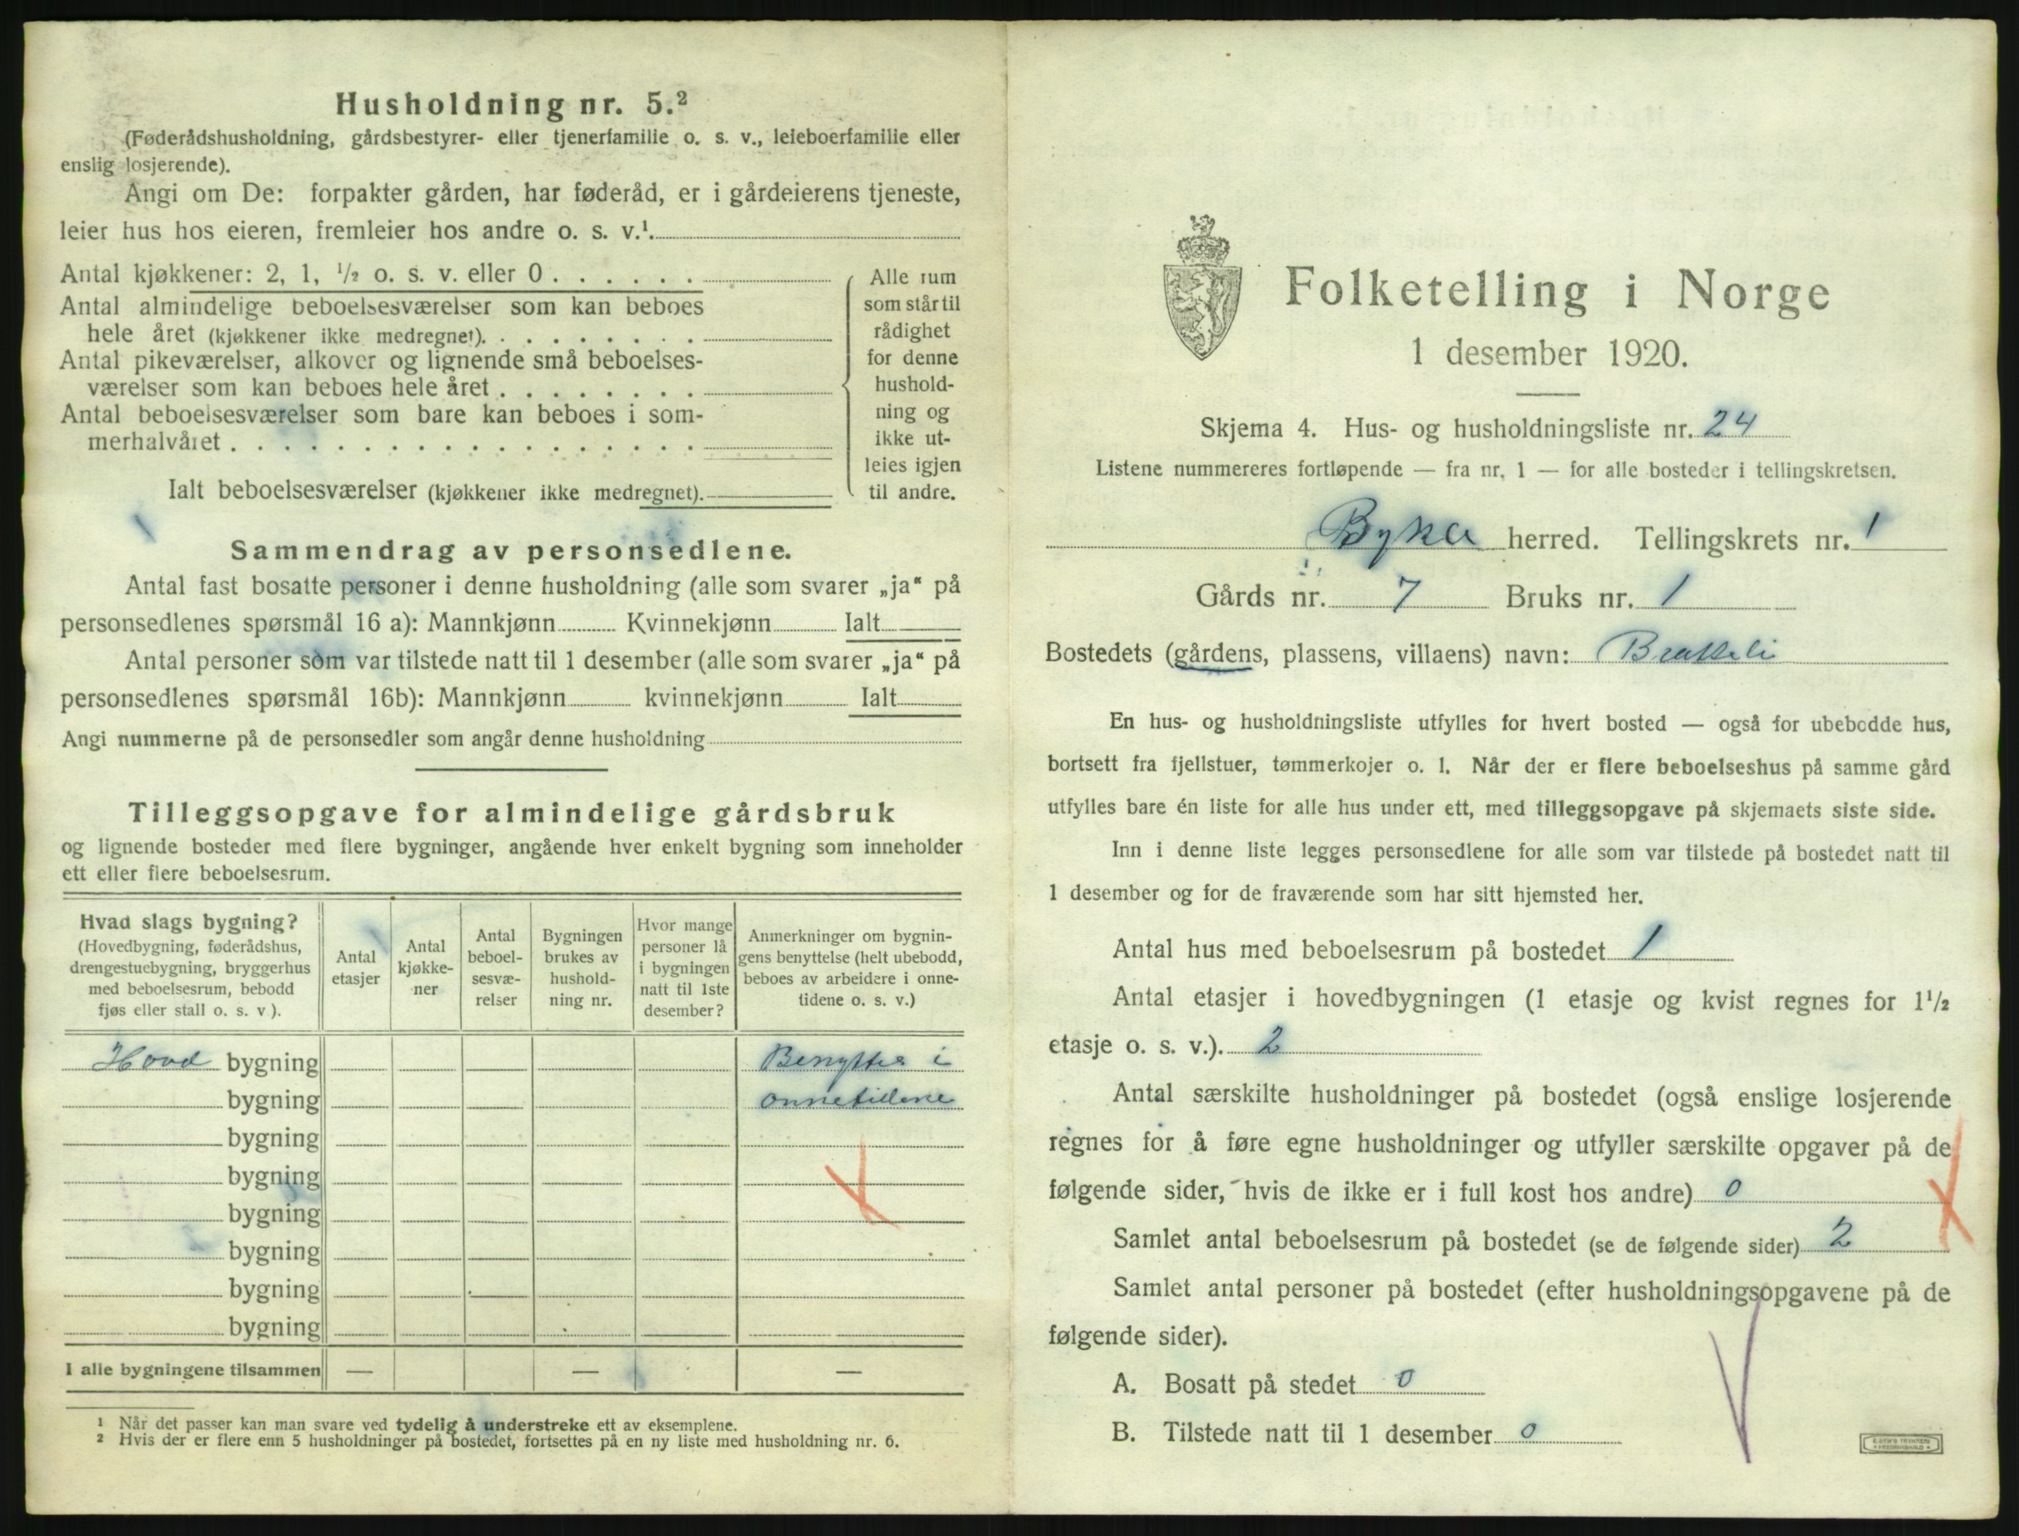 Husholdning nr. 5.²
(Føderådshusholdning, gårdsbestyrer- eller tjenerfamilie o. s. v., leieboerfamilie eller
enslig losjerende).
Angi om De: forpakter gården, har føderåd, er i gårdeierens tjeneste,
leier hus hos eieren, fremleier hos andre o. s. v.¹.
Antal kjøkkener: 2, 1, ½ o. s. v. eller 0
Antal almindelige beboelsesværelser som kan beboes
hele året (kjøkkener ikke medregnet).
Antal pikeværelser, alkover og lignende små beboelses-
værelser som kan beboes hele året
Antal beboelsesværelser som bare kan beboes i som-
merhalvåret
Ialt beboelsesværelser (kjøkkener ikke medregnet).
Alle rum
som står til
rådighet
for denne
hushold-
ning og
ikke ut-
leies igjen
til andre.
Sammendrag av personsedlene.
Antal fast bosatte personer i denne husholdning (alle som svarer „ja“ på
personsedlenes spørsmål 16 a): Mannkjønn Kvinnekjønn Ialt
Antal personer som var tilstede natt til 1 desember (alle som svarer „ja“ på
personsedlenes spørsmål 16b): Mannkjønn kvinnekjønn Ialt
Angi nummerne på de personsedler som angår denne husholdning
Tilleggsopgave for almindelige gårdsbruk
og lignende bosteder med flere bygninger, angående hver enkelt bygning som inneholder
ett eller flere beboelsesrum.
Hvad slags bygning?
(Hovedbygning, føderådshus,
drengestuebygning, bryggerhus
med beboelsesrum, bebodd
fjøs eller stall o. s. v ).
Antal
etasjer
Antal
kjøkke-
ner
Antal
beboel-
sesvæ-
relser
Bygningen
brukes av
hushold-
ning nr.
Hvor mange
personer lå
i bygningen
natt til 1ste
desember?
Anmerkninger om bygnin-
gens benyttelse (helt ubebodd,
beboes av arbeidere i onne-
tidene o. s. v.)
Hovd bygning Benyttes i
bygning onnetidene
bygning
bygning
bygning
bygning
bygning
bygning
I alle bygningene tilsammen — — —
¹ Når det passer kan man svare ved tydelig å understreke ett av eksemplene.
² Hvis der er flere enn 5 husholdninger på bostedet, fortsettes på en ny liste med husholdning nr. 6.
Folketelling i Norge
1 desember 1920.
Skjema 4. Hus- og husholdningsliste nr. 24
Listene nummereres fortløpende — fra nr. 1 — for alle bosteder i tellingskretsen.
Bykle herred. Tellingskrets nr. 1
Gårds nr. 7 Bruks nr. 1
Bostedets (gårdens, plassens, villaens) navn: Bratteli
En hus- og husholdningsliste utfylles for hvert bosted — også for ubebodde hus,
bortsett fra fjellstuer, tømmerkojer o. l. Når der er flere beboelseshus på samme gård
utfylles bare én liste for alle hus under ett, med tilleggsopgave på skjemaets siste side.
Inn i denne liste legges personsedlene for alle som var tilstede på bostedet natt til
1 desember og for de fraværende som har sitt hjemsted her.
Antal hus med beboelsesrum på bostedet 1
Antal etasjer i hovedbygningen (1 etasje og kvist regnes for 1½
etasje o. s. v.). 2
Antal særskilte husholdninger på bostedet (også enslige losjerende
regnes for å føre egne husholdninger og utfyller særskilte opgaver på de
følgende sider, hvis de ikke er i full kost hos andre) 0
Samlet antal beboelsesrum på bostedet (se de følgende sider) 2
Samlet antal personer på bostedet (efter husholdningsopgavene på de
følgende sider).
A. Bosatt på stedet 0
B. Tilstede natt til 1 desember 0